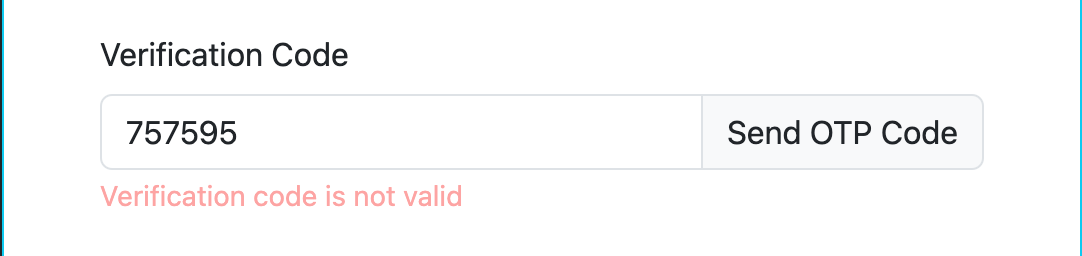 Verification Code
757595
Send OTP Code
Verification code is not valid